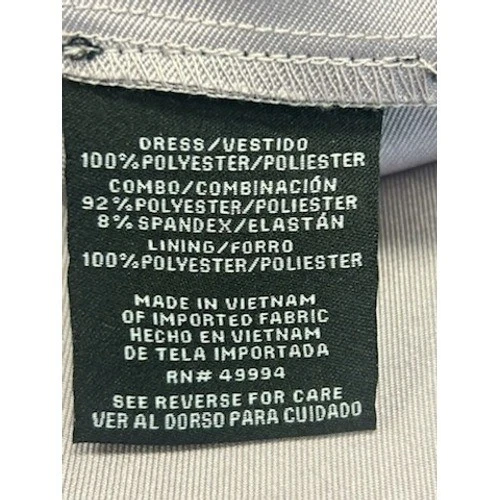 DRESS/VESTIDO
100%POLYESTER/POLIESTER
COMBO/COMBINACIÓN
92%POLYESTER/POLIESTER
8% SPANDEX/ELASTÁN
LINING/FORRO
100%POLYESTER/POLIESTER
MADE IN VIETNAM
OF IMPORTED FABRIC
HECHO EN VIETNAM
DE TELA IMPORTADA
RN# 49994
SEE REVERSE FOR CARE
VER AL DORSO PARA CUIDADO